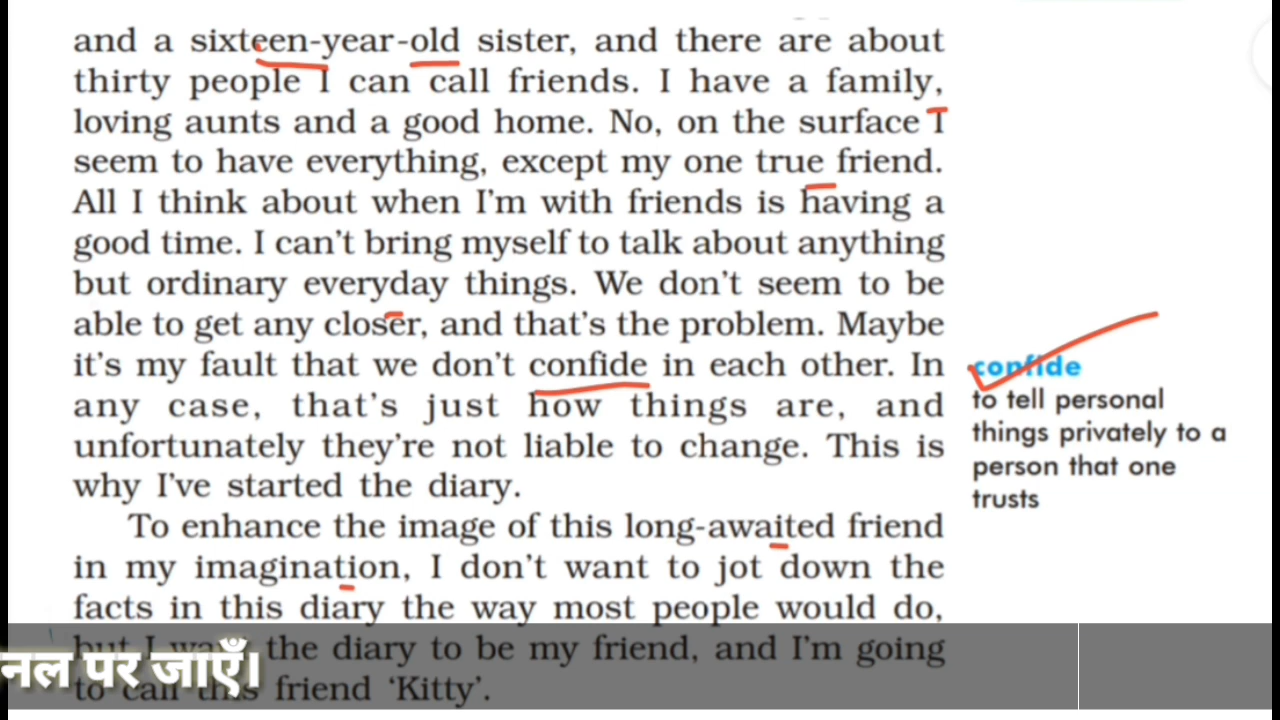 and a sixteen-year-old sister, and there are about
thirty people I can call friends. I have a family,
loving aunts and a good home. No, on the surface I
seem to have everything, except my one true friend.
All I think about when I'm with friends is having a
good time. I can't bring myself to talk about anything
but ordinary everyday things. We don't seem to be
able to get any closer, and that's the problem. Maybe
it's my fault that we don't confide in each other. In
any case, that's just how things are, and
unfortunately they're not liable to change. This is
why I've started the diary.
To enhance the image of this long-awaited friend
in my imagination, I don't want to jot down the
facts in this diary the way most people would do,
but I want the diary to be my friend, and I'm going
to call this friend ‘Kitty’.
confide
to tell personal
things privately to a
person that one
trusts
नल पर जाएँ।